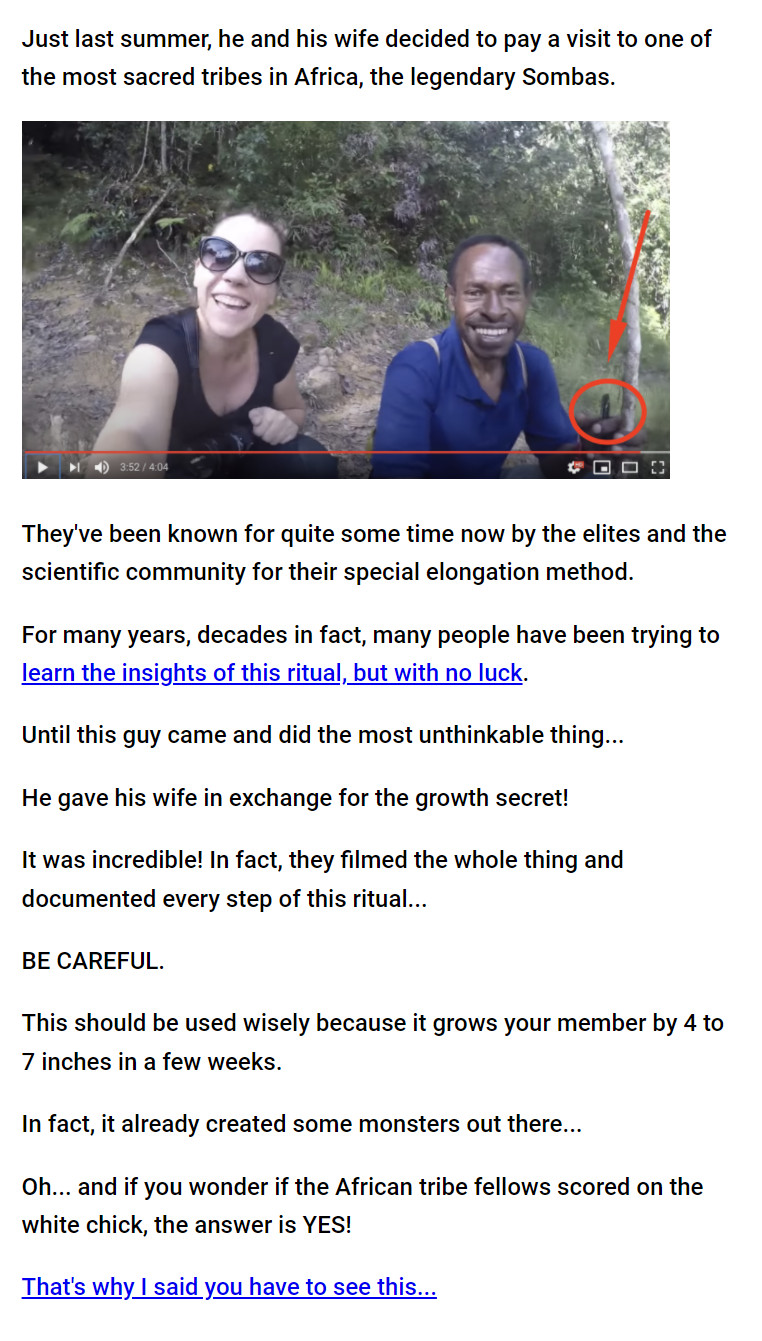 Just last summer, he and his wife decided to pay a visit to one of
the most sacred tribes in Africa, the legendary Sombas.
3:52 / 4:04
They've been known for quite some time now by the elites and the
scientific community for their special elongation method.
For many years, decades in fact, many people have been trying to
learn the insights of this ritual, but with no luck.
Until this guy came and did the most unthinkable thing...
He gave his wife in exchange for the growth secret!
It was incredible! In fact, they filmed the whole thing and
documented every step of this ritual...
BE CAREFUL.
This should be used wisely because it grows your member by 4 to
7 inches in a few weeks.
In fact, it already created some monsters out there...
Oh... and if you wonder if the African tribe fellows scored on the
white chick, the answer is YES!
That's why I said you have to see this...